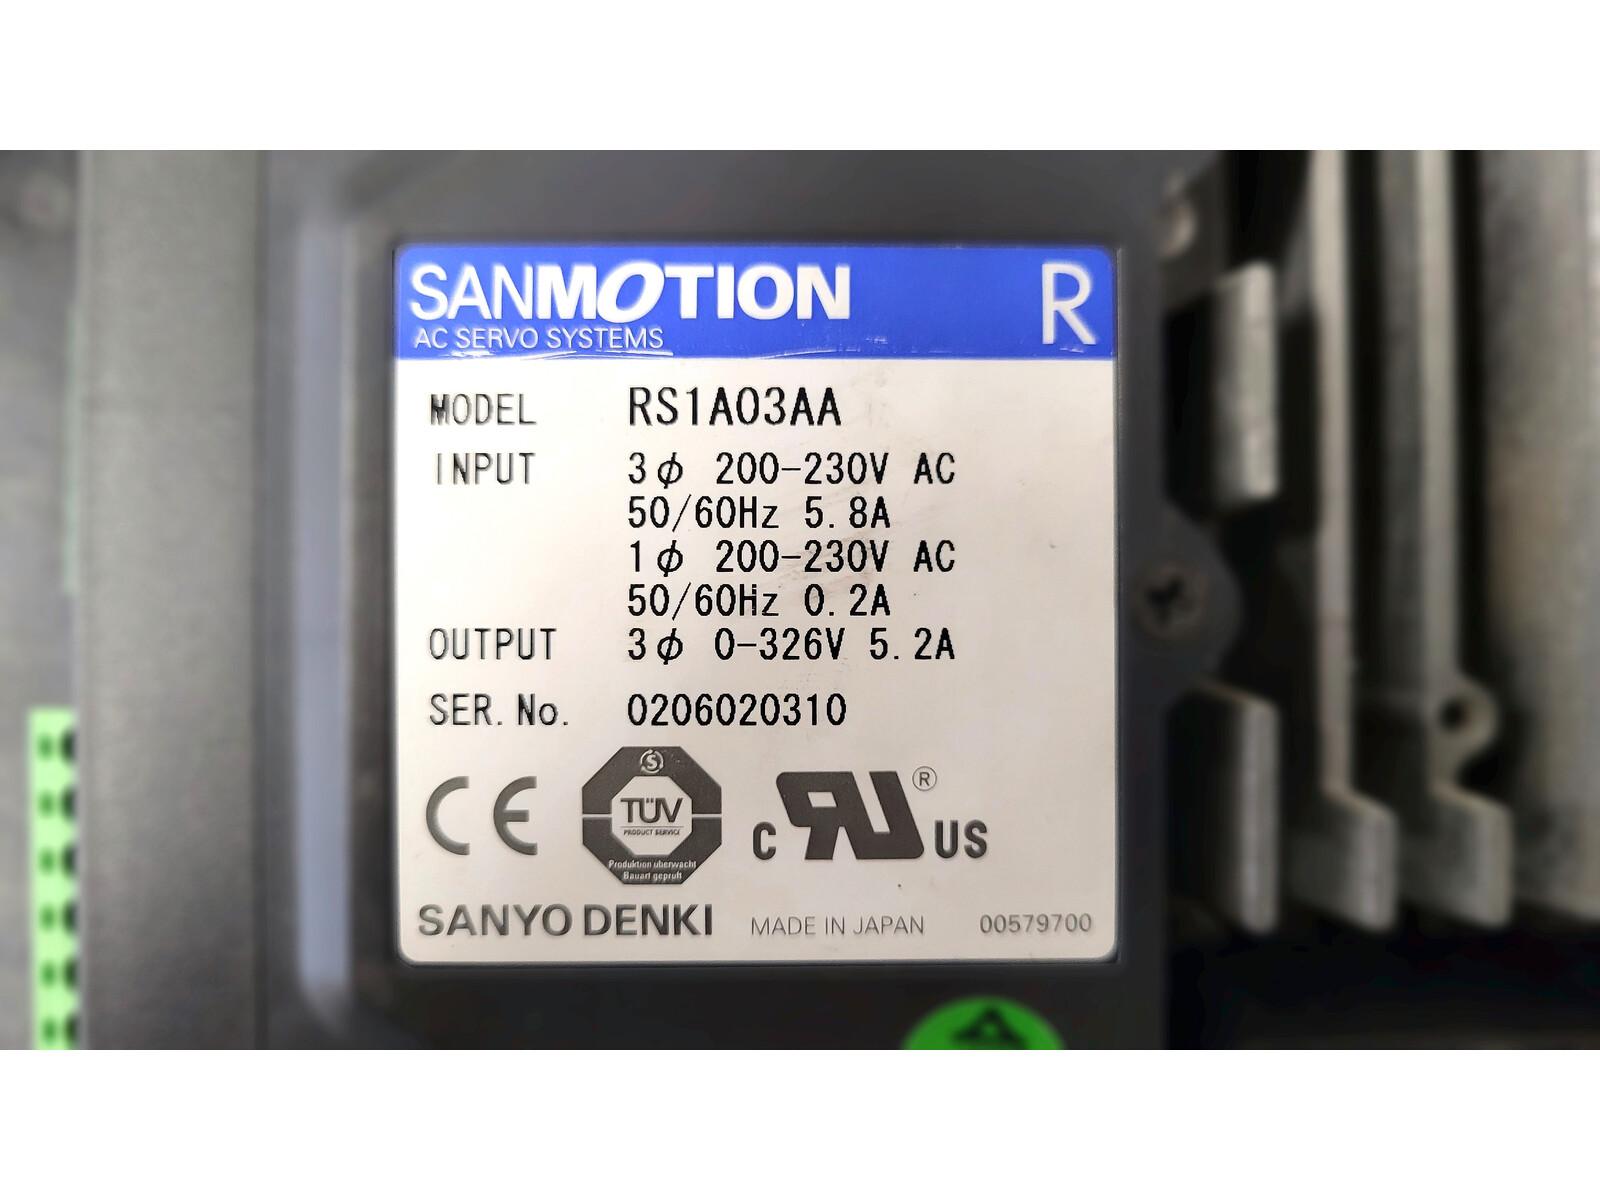 SANMOTION R
AC SERVO SYSTEMS
MODEL RS1A03AA
INPUT 3φ 200-230V AC
50/60Hz 5.8A
1φ 200-230V AC
50/60Hz 0.2A
OUTPUT 3φ 0-326V 5.2A
SER. No. 0206020310
CE
S
TÜV
PRODUCT SERVICE
Produktion überwacht
Bauart geprüft
c RU ® US
SANYO DENKI MADE IN JAPAN 00579700